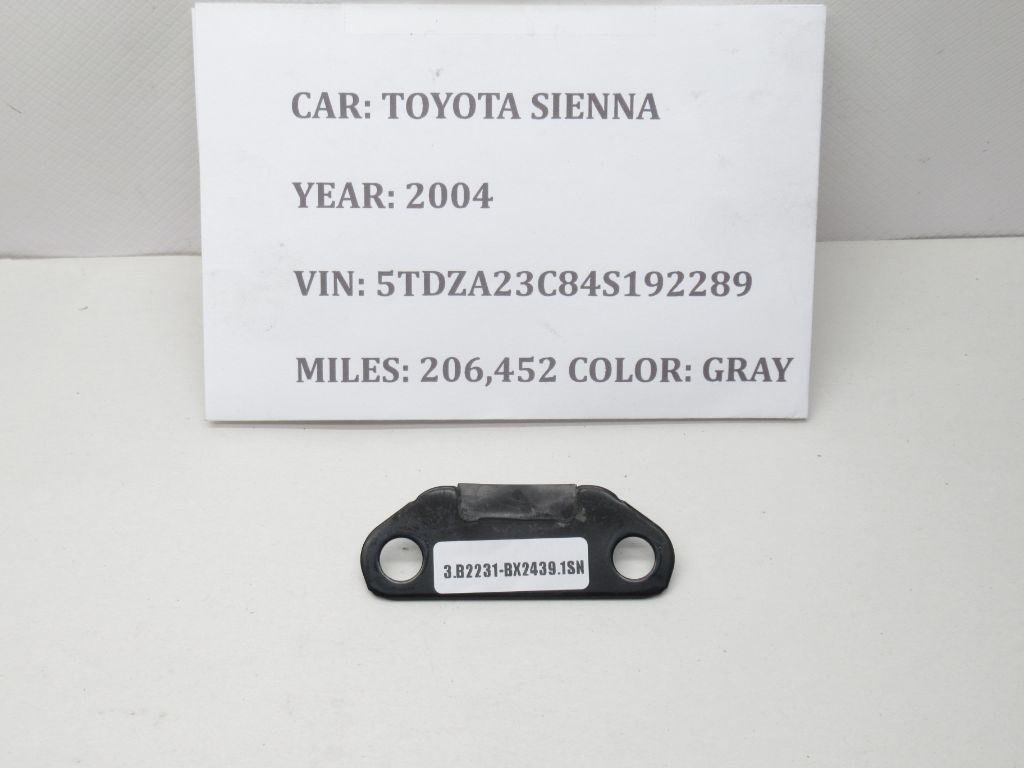 CAR: TOYOTA SIENNA
YEAR: 2004
VIN: 5TDZA23C84S192289
MILES: 206,452 COLOR: GRAY
3.B2231-BX2439.1SN